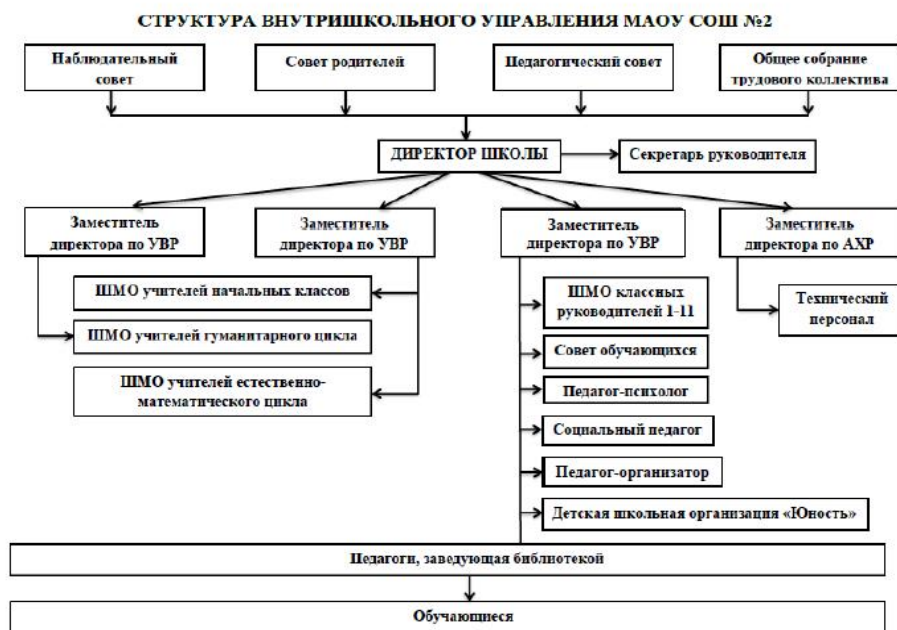 СТРУКТУРА ВНУТРИШКОЛЬНОГО УПРАВЛЕНИЯ МАОУ СОШ №2
Наблюдательный
совет
Совет родителей
Педагогический совет
Общее собрание
трудового коллектива
ДИРЕКТОР ШКОЛЫ
Секретарь руководителя
Заместитель
директора по УВР
Заместитель
директора по УВР
Заместитель
директора по УВР
Заместитель
директора по АХР
ШМО учителей начальных классов
ШМО учителей гуманитарного цикла
ШМО учителей естественно-
математического цикла
ШМО классных
руководителей 1-11
Совет обучающихся
Педагог-психолог
Социальный педагог
Педагог-организатор
Детская школьная организация «Юность»
Технический
персонал
Педагоги, заведующая библиотекой
Обучающиеся